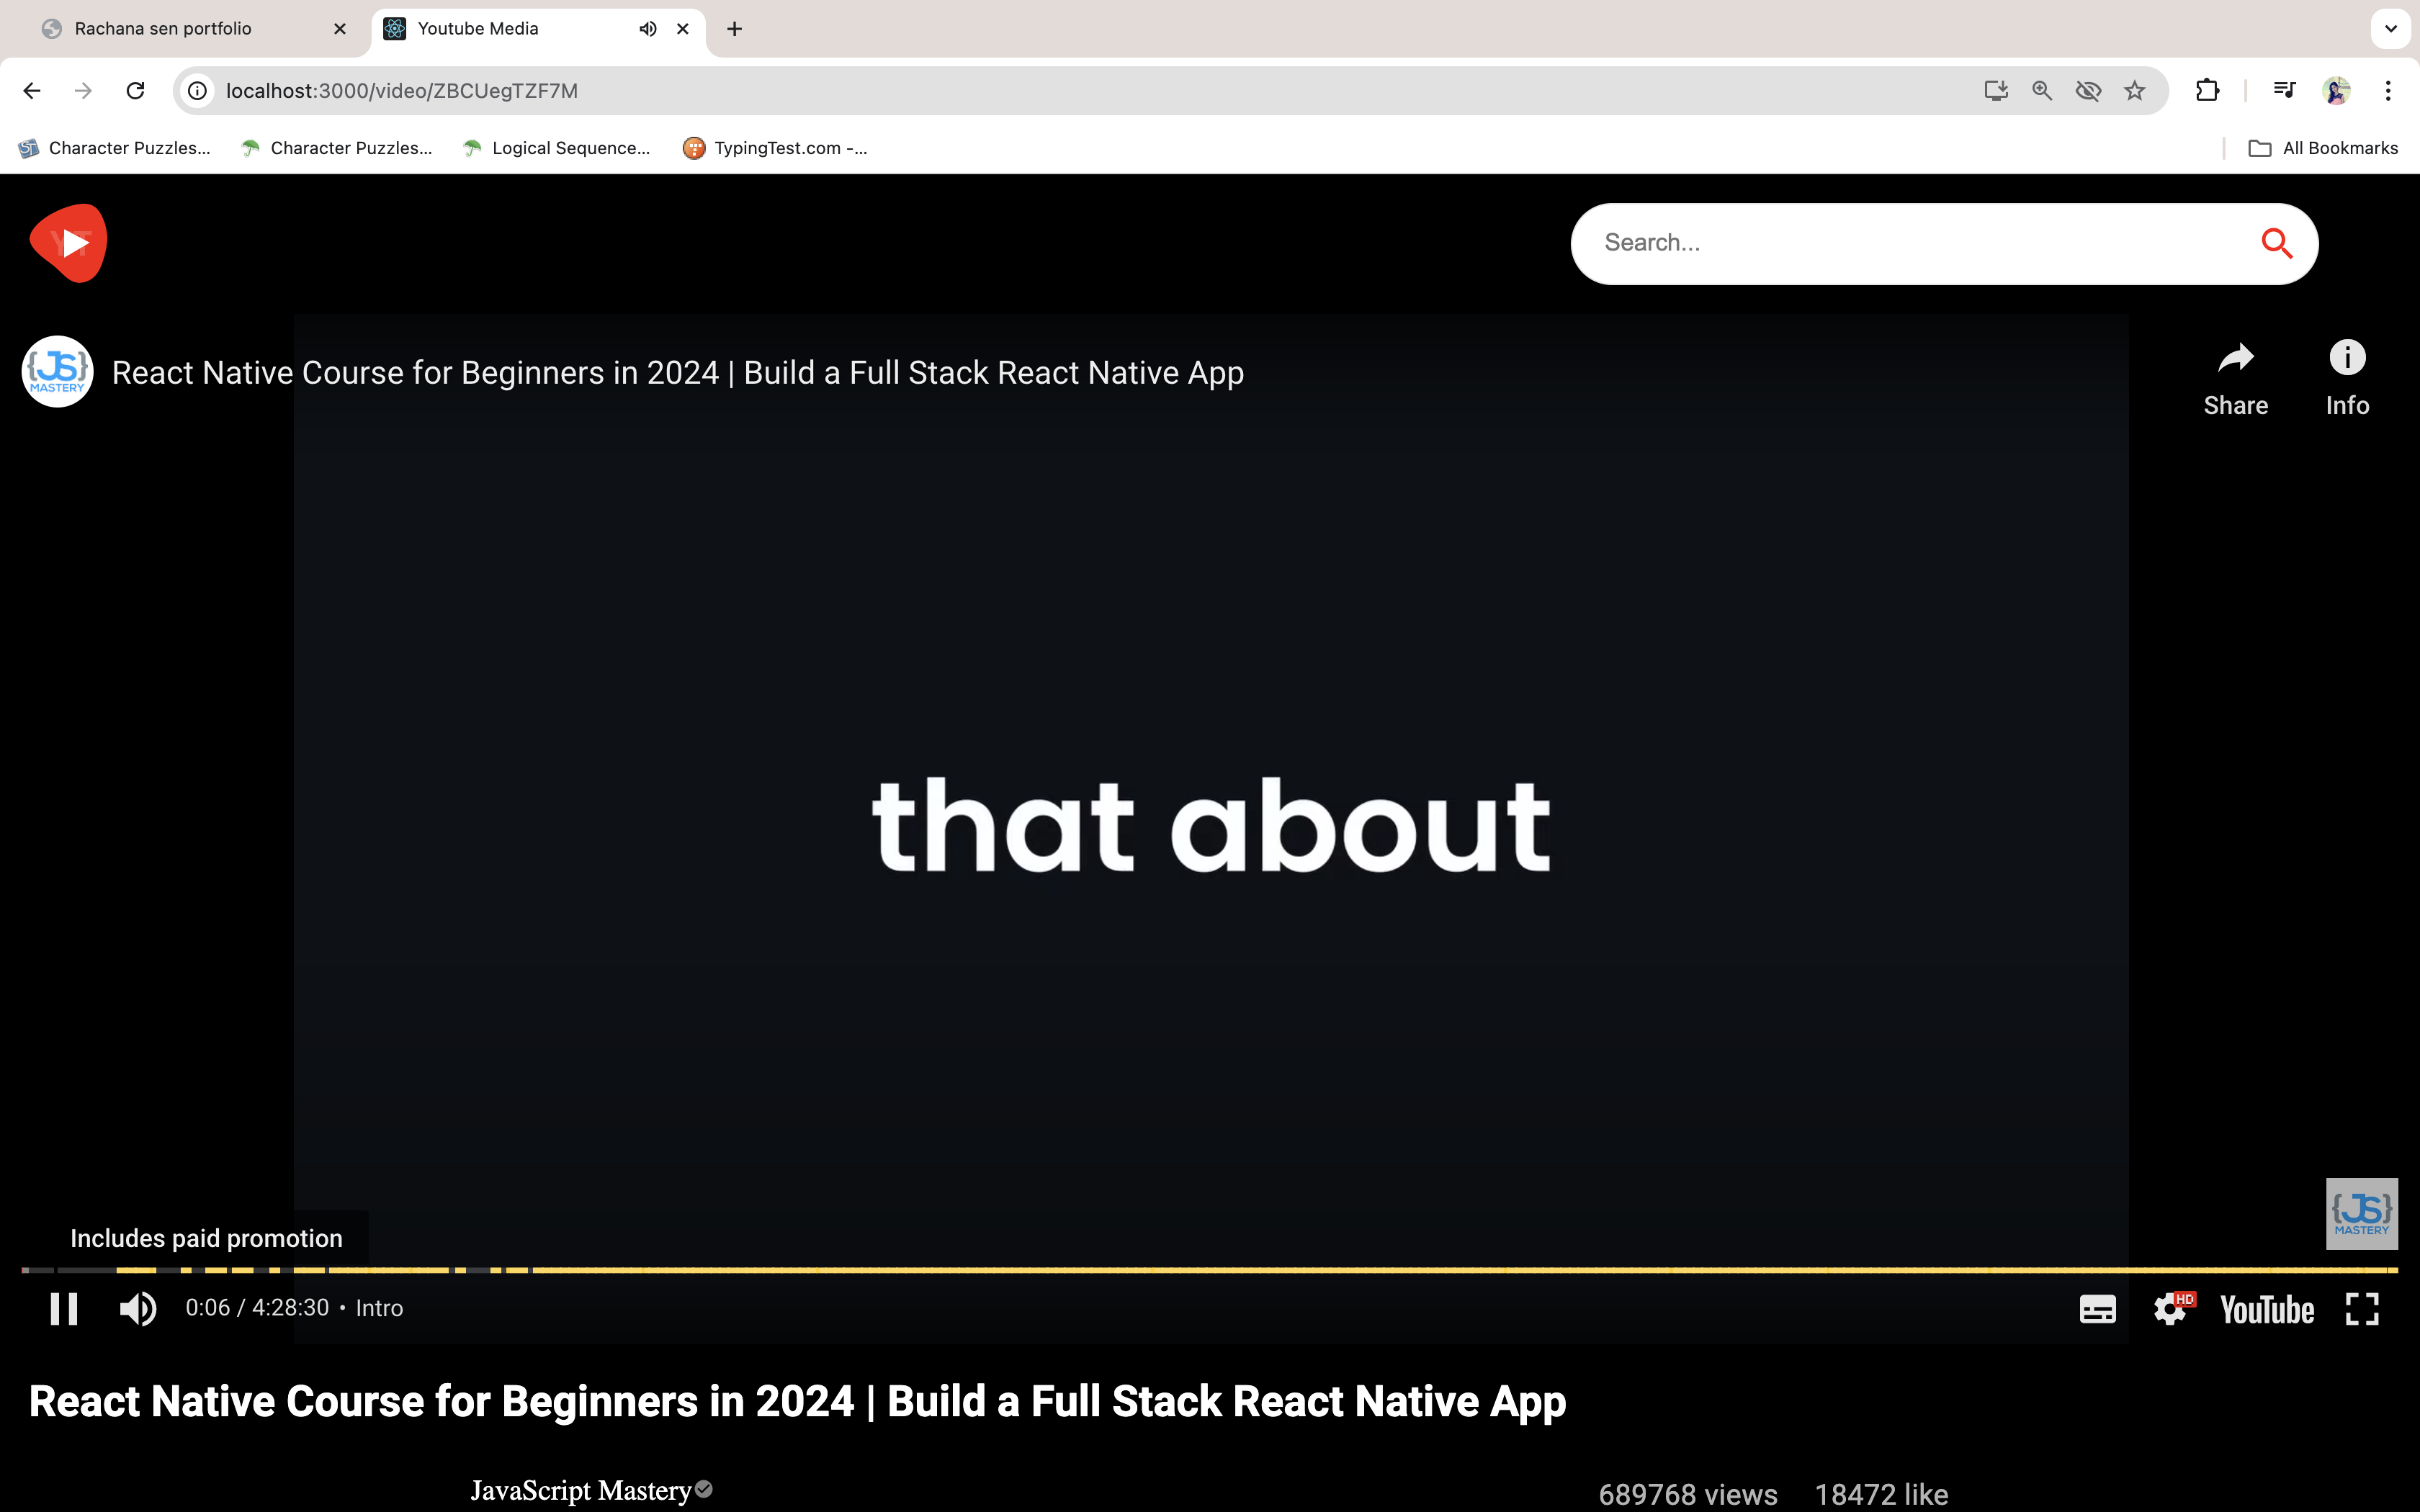 Rachana sen portfolio
Youtube Media
localhost:3000/video/ZBCUegTZF7M
Character Puzzles...
Character Puzzles...
Logical Sequence...
TypingTest.com -...
All Bookmarks
YT
Search...
{JS}
MASTERY
React Native Course for Beginners in 2024 | Build a Full Stack React Native App
Share
Info
that about
{JS}
MASTERY
Includes paid promotion
0:06 / 4:28:30 • Intro
HD
YouTube
React Native Course for Beginners in 2024 | Build a Full Stack React Native App
JavaScript Mastery
689768 views
18472 like